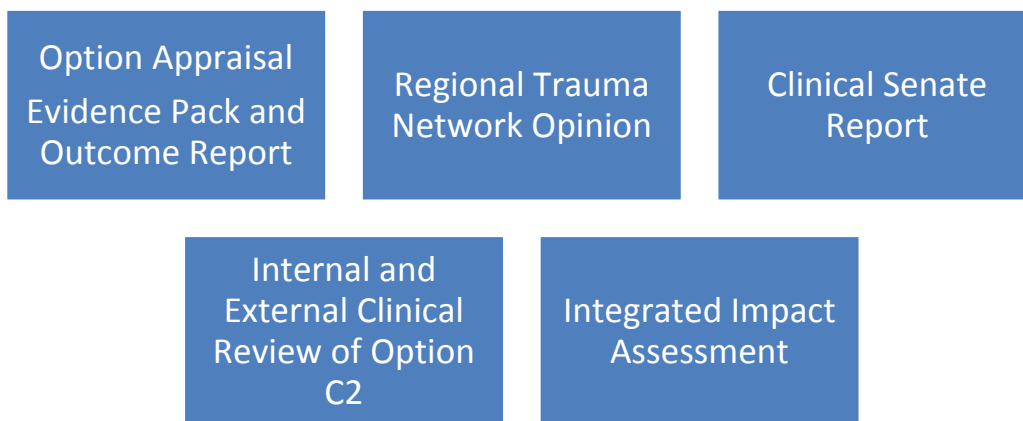 Option Appraisal
Evidence Pack and
Outcome Report
Regional Trauma
Network Opinion
Clinical Senate
Report
Internal and
External Clinical
Review of Option
C2
Integrated Impact
Assessment